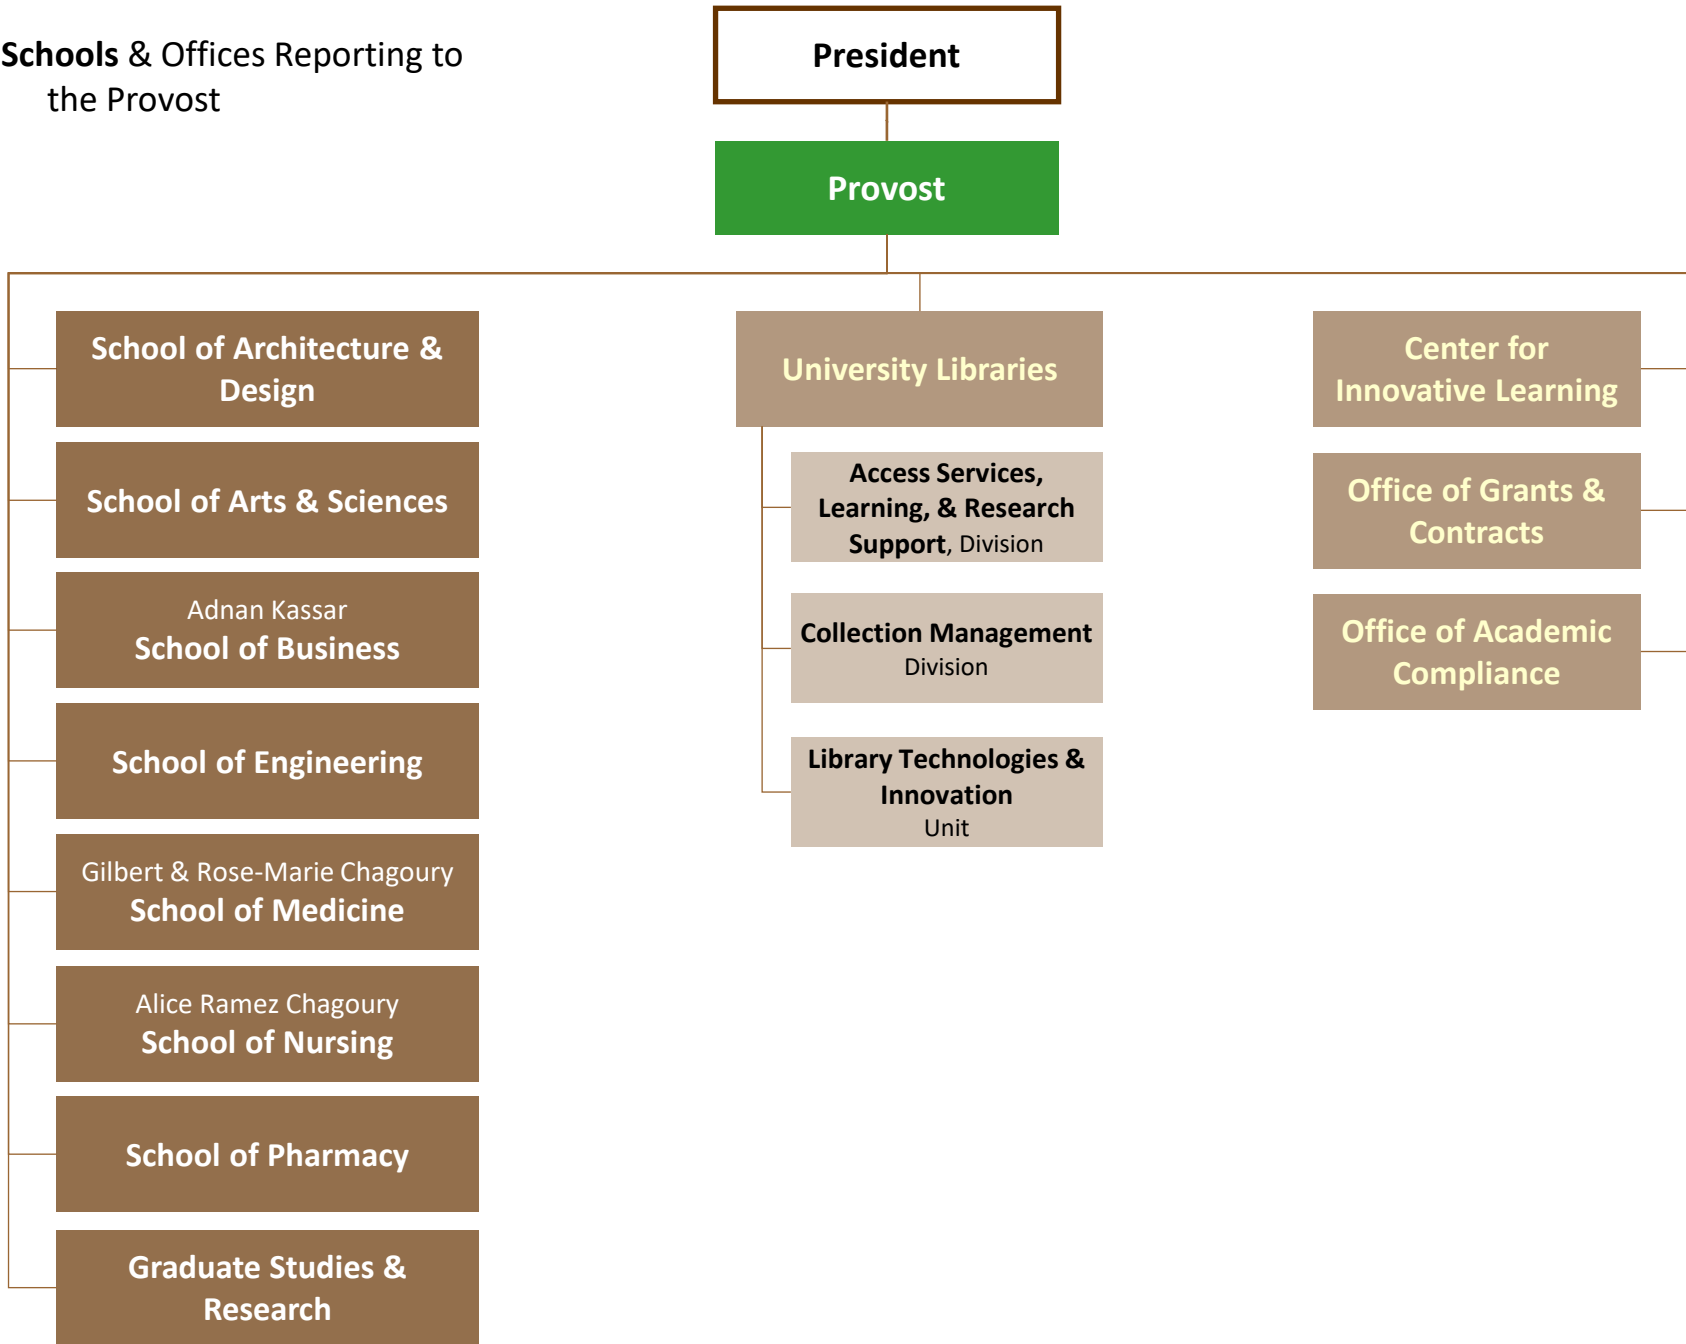 Schools & Offices Reporting to
the Provost
President
Provost
School of Architecture &
Design
School of Arts & Sciences
Adnan Kassar
School of Business
School of Engineering
Gilbert & Rose-Marie Chagoury
School of Medicine
Alice Ramez Chagoury
School of Nursing
School of Pharmacy
Graduate Studies &
Research
University Libraries
Access Services,
Learning, & Research
Support, Division
Collection Management
Division
Library Technologies &
Innovation
Unit
Center for
Innovative Learning
Office of Grants &
Contracts
Office of Academic
Compliance